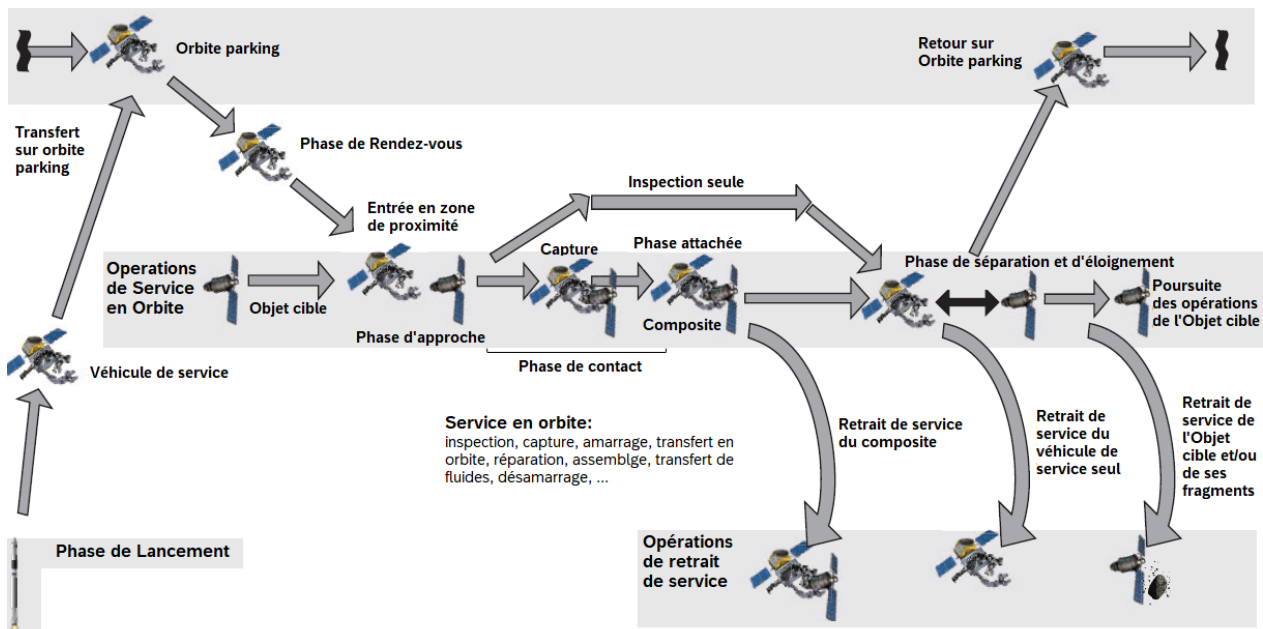 Orbite parking
Retour sur
Orbite parking
Transfert
sur orbite
parking
Phase de Rendez-vous
Inspection seule
Entrée en zone
de proximité
Capture
Phase attachée
Phase de séparation et d'éloignement
Operations
de Service
en Orbite
Objet cible
Poursuite
des opérations
de l'Objet cible
Composite
Phase d'approche
Phase de contact
Véhicule de service
Service en orbite:
inspection, capture, amarrage, transfert en
orbite, réparation, assemblge, transfert de
fluides, désamarrage, ...
Retrait de service
du composite
Retrait de
service du
véhicule de
service seul
Retrait de
service de
l'Objet
cible et/ou
de ses
fragments
Phase de Lancement
Opérations
de retrait
de service